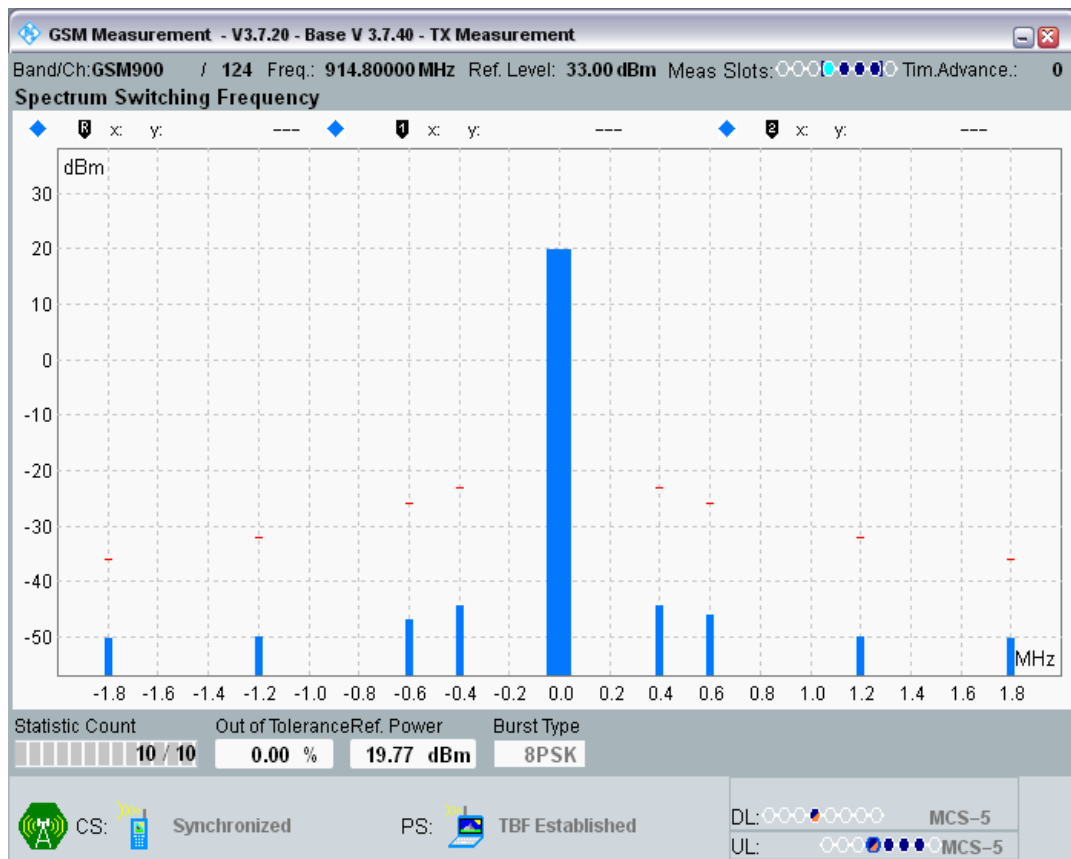 GSM Measurement - V3.7.20 - Base V 3.7.40 - TX Measurement
Band/Ch:GSM900 / 124 Freq.: 914.80000 MHz Ref. Level: 33.00 dBm Meas Slots: Tim.Advance.: 0
Spectrum Switching Frequency
R x: y: --- 1 x: y: --- 2 x: y: ---
dBm
30
20
10
0
-10
-20
-30
-40
-50
MHz
-1.8 -1.6 -1.4 -1.2 -1.0 -0.8 -0.6 -0.4 -0.2 0.0 0.2 0.4 0.6 0.8 1.0 1.2 1.4 1.6 1.8
Statistic Count Out of Tolerance Ref. Power Burst Type
10 / 10 0.00 % 19.77 dBm 8PSK
CS: Synchronized PS: TBF Established
DL: MCS-5
UL: MCS-5